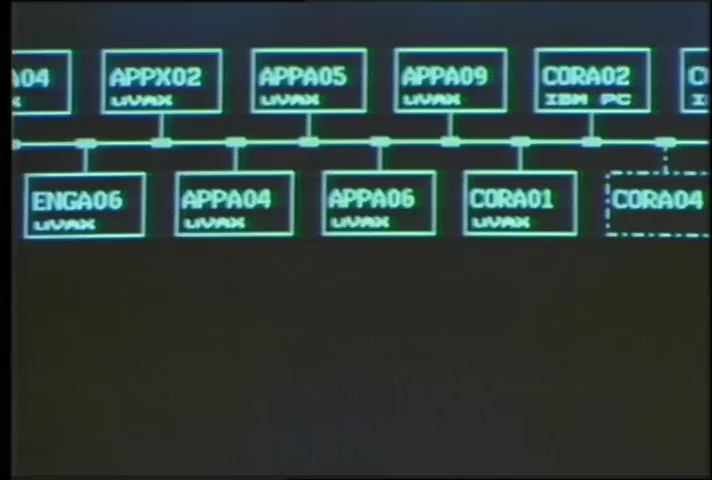 A04 APPX02 APPA05 APPA09 CORA02
uVAX uVAX uVAX IBM PC
ENGA06 APPA04 APPA06 CORA01 CORA04
uVAX uVAX uVAX uVAX